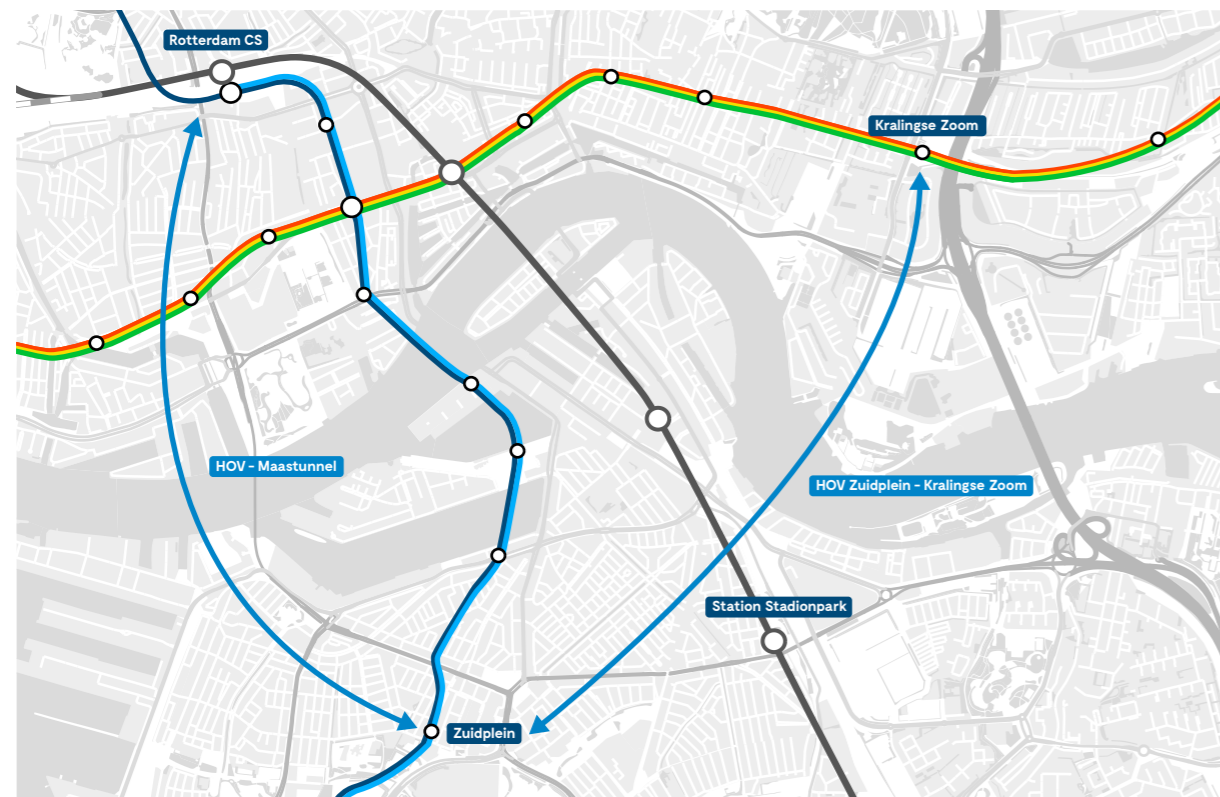 Rotterdam CS
Kralingse Zoom
HOV - Maastunnel
HOV Zuidplein - Kralingse Zoom
Station Stadionpark
Zuidplein